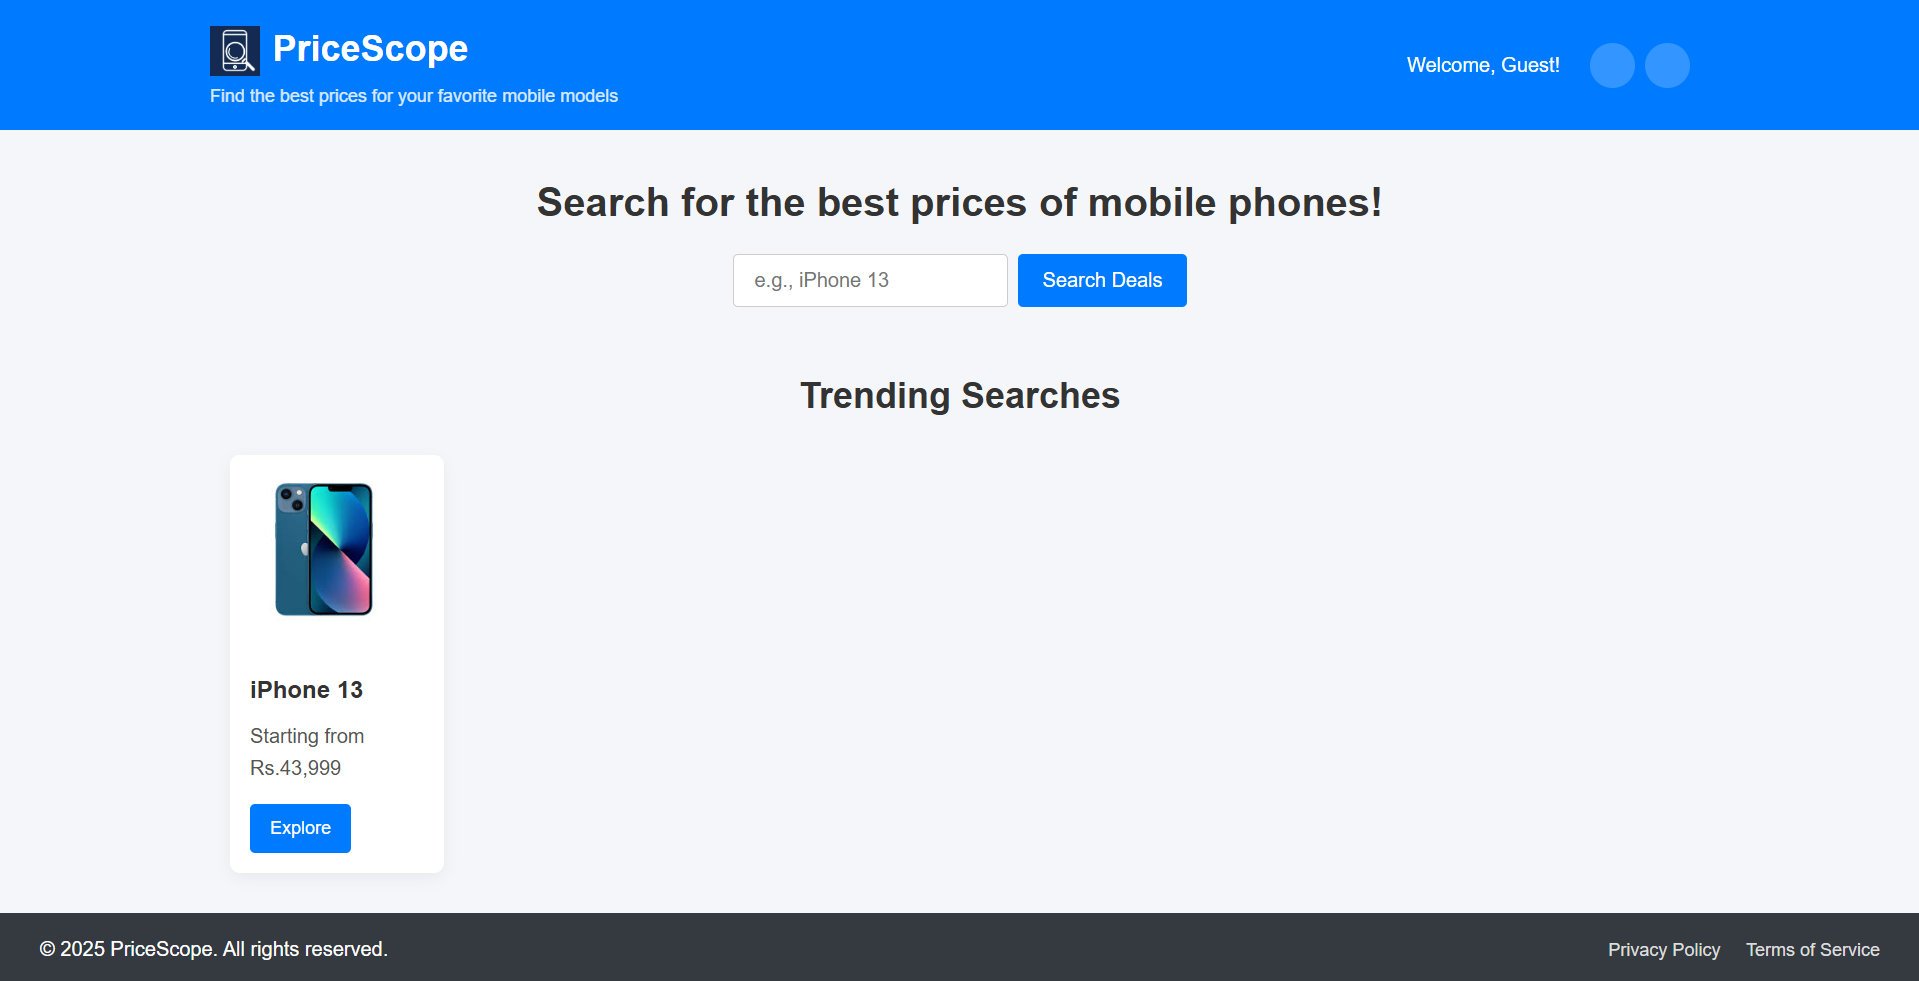 PriceScope
Find the best prices for your favorite mobile models
Welcome, Guest!
Search for the best prices of mobile phones!
e.g., iPhone 13
Search Deals
Trending Searches
iPhone 13
Starting from
Rs.43,999
Explore
© 2025 PriceScope. All rights reserved.
Privacy Policy
Terms of Service